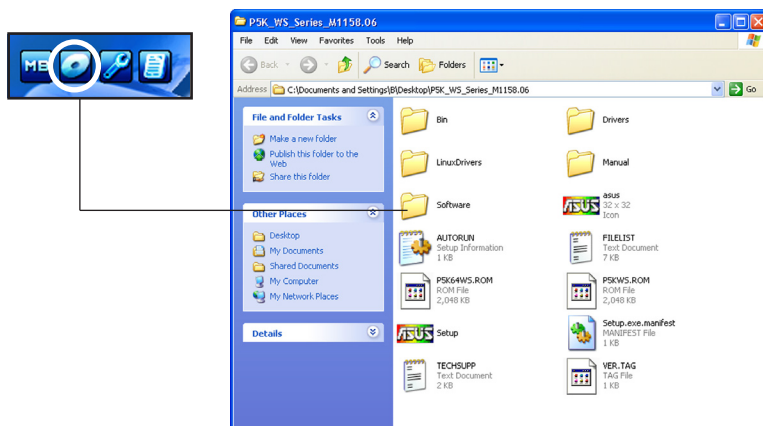 P5K_WS_Series_M1158.06
File Edit View Favorites Tools Help
Back Search Folders
Address C:\Documents and Settings\B\Desktop\P5K_WS_Series_M1158.06 Go
MB
File and Folder Tasks
Make a new folder
Publish this folder to the
Web
Share this folder
Other Places
Desktop
My Documents
Shared Documents
My Computer
My Network Places
Details
Bin
Drivers
LinuxDrivers
Manual
Software
ASUS
asus
32 x 32
Icon
AUTORUN
Setup Information
1 KB
FILELIST
Text Document
7 KB
P5K64WS.ROM
ROM File
2,048 KB
P5KWS.ROM
ROM File
2,048 KB
ASUS
Setup
Setup.exe.manifest
MANIFEST File
1 KB
TECHSUPP
Text Document
2 KB
VER.TAG
TAG File
1 KB